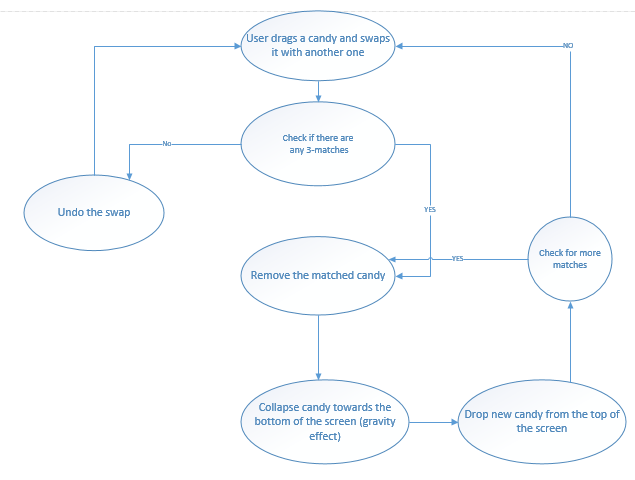 User drags a candy and swaps
it with another one
NO
Check if there are
any 3-matches
No
YES
Undo the swap
Check for more
matches
YES
Remove the matched candy
Collapse candy towards the
bottom of the screen (gravity
effect)
Drop new candy from the top of
the screen